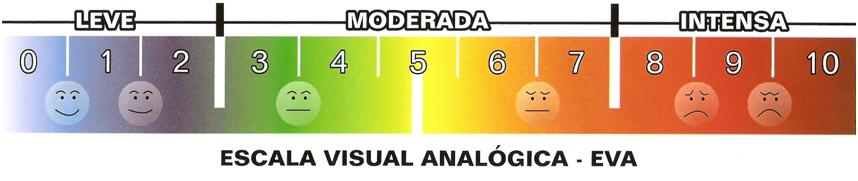 LEVE MODERADA INTENSA
0 1 2 3 4 5 6 7 8 9 10
ESCALA VISUAL ANALÓGICA - EVA